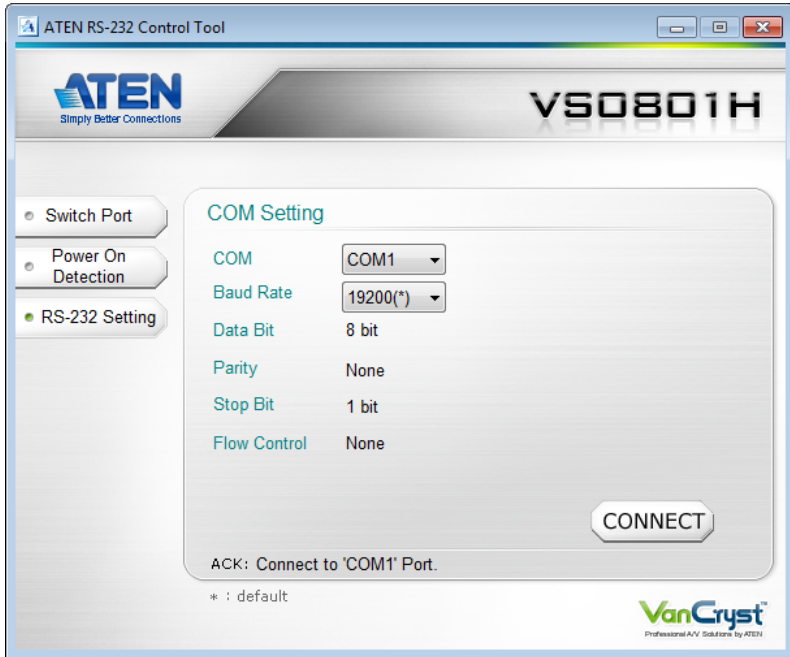 ATEN RS-232 Control Tool
ATEN
Simply Better Connections
VS0801H
Switch Port
Power On
Detection
RS-232 Setting
COM Setting
COM COM1
Baud Rate 19200(*)
Data Bit 8 bit
Parity None
Stop Bit 1 bit
Flow Control None
CONNECT
ACK: Connect to 'COM1' Port.
* : default
VanCryst™
Professional A/V Solutions by ATEN